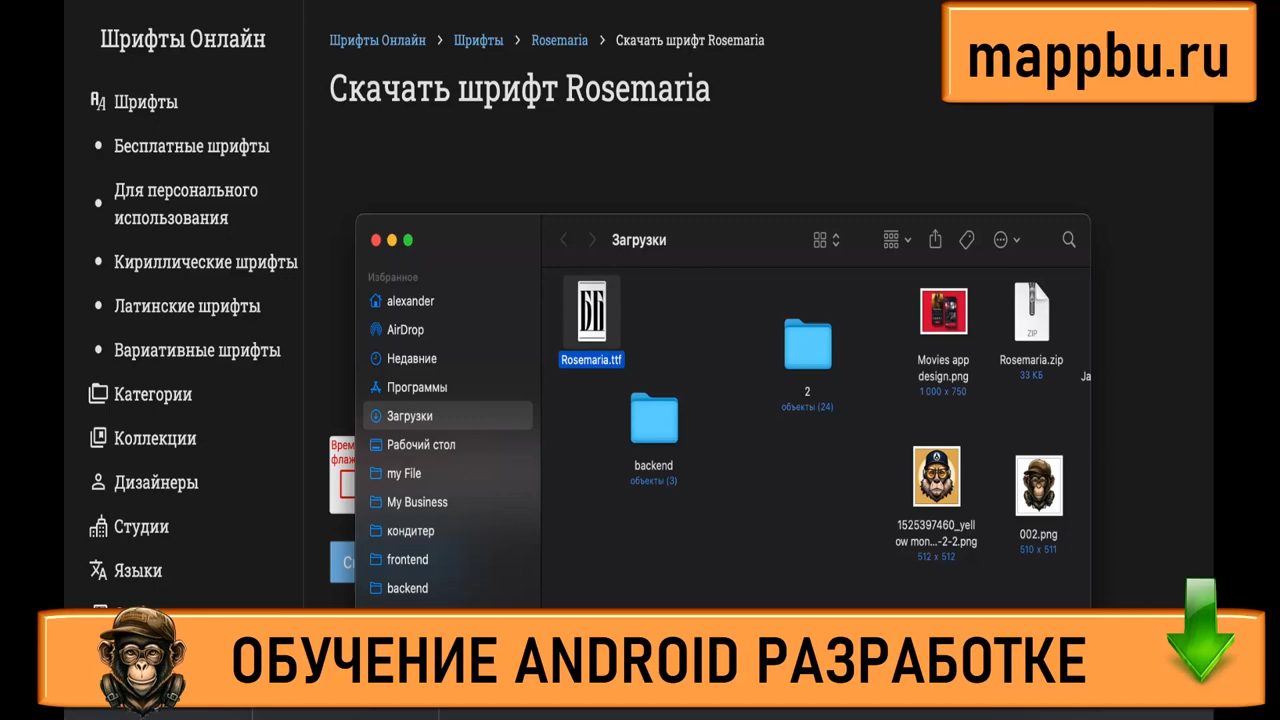 Шрифты Онлайн
Шрифты
Бесплатные шрифты
Для персонального
использования
Кириллические шрифты
Латинские шрифты
Вариативные шрифты
Категории
Коллекции
Дизайнеры
Студии
Языки
Шрифты Онлайн > Шрифты > Rosemaria > Скачать шрифт Rosemaria
Скачать шрифт Rosemaria
mappbu.ru
Избранное
alexander
AirDrop
Недавние
Программы
Загрузки
Рабочий стол
my File
My Business
кондитер
frontend
backend
Загрузки
ББ
Rosemaria.ttf
backend
объекты (3)
2
объекты (24)
Movies app
design.png
1 000 x 750
ZIP
Rosemaria.zip
33 КБ
Ja
1525397460_yell
ow mon...-2-2.png
512 x 512
002.png
510 x 511
ОБУЧЕНИЕ ANDROID РАЗРАБОТКЕ